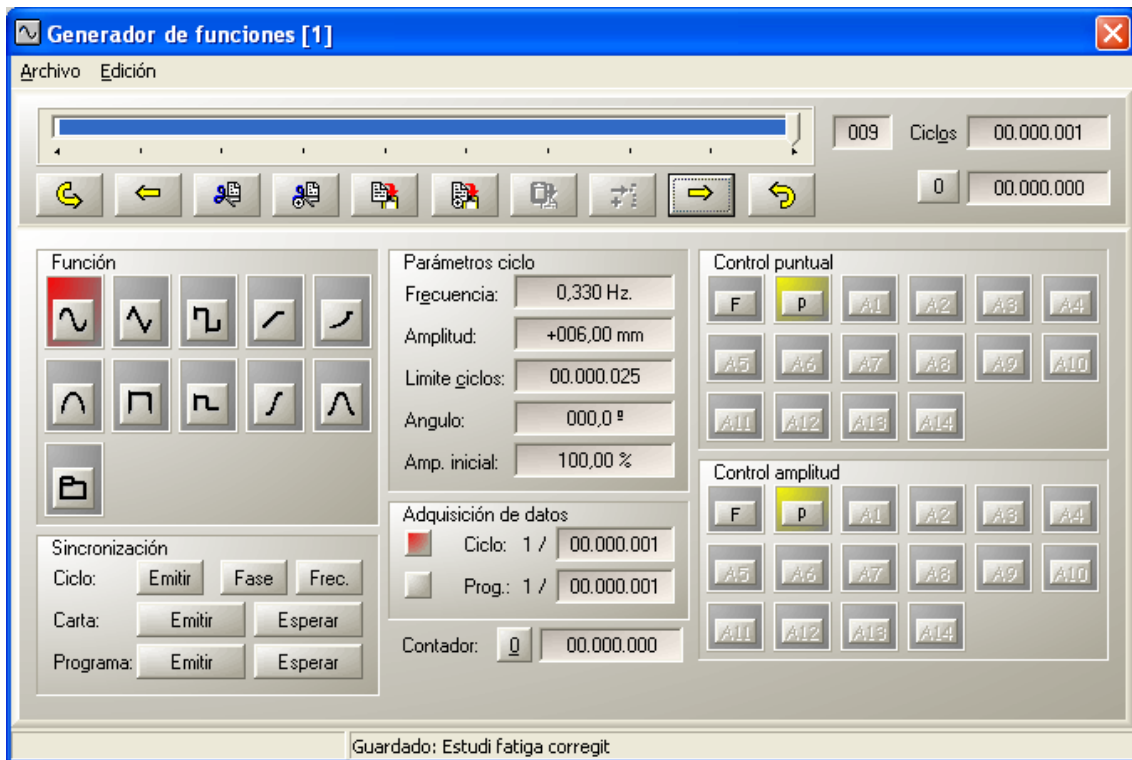 Generador de funciones [1]
Archivo Edición
009 Ciclos 00.000.001
0 00.000.000
Función
Parámetros ciclo
Frecuencia: 0,330 Hz.
Amplitud: +006,00 mm
Limite ciclos: 00.000.025
Angulo: 000,0 º
Amp. inicial: 100,00 %
Control puntual
F P A1 A2 A3 A4
A5 A6 A7 A8 A9 A10
A11 A12 A13 A14
Control amplitud
F P A1 A2 A3 A4
A5 A6 A7 A8 A9 A10
A11 A12 A13 A14
Sincronización
Ciclo: Emitir Fase Frec.
Carta: Emitir Esperar
Programa: Emitir Esperar
Adquisición de datos
Ciclo: 1 / 00.000.001
Prog.: 1 / 00.000.001
Contador: 0 00.000.000
Guardado: Estudi fatiga corregit